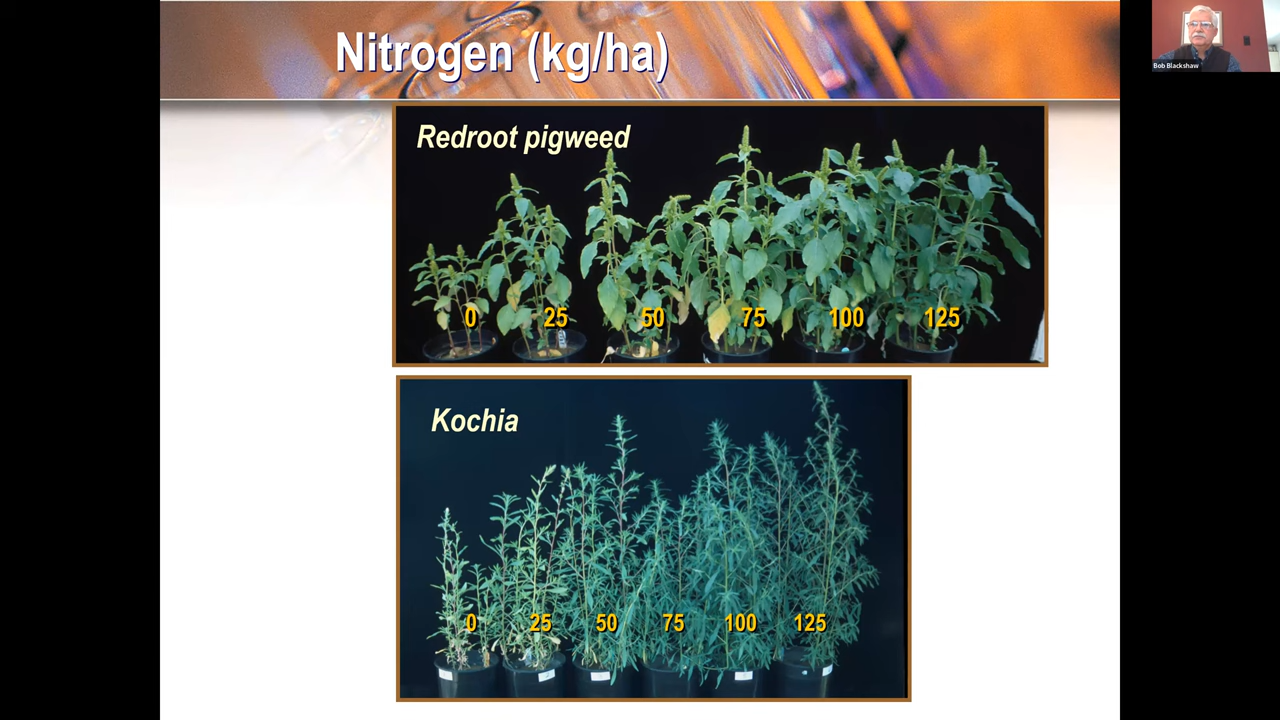 Nitrogen (kg/ha)
Bob Blackshaw
Redroot pigweed
0 25 50 75 100 125
Kochia
0 25 50 75 100 125